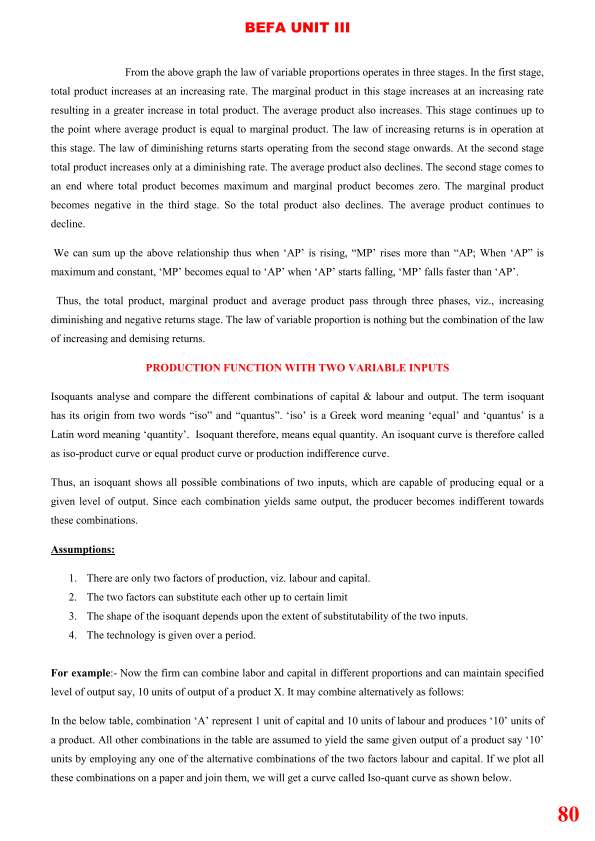 BEFA UNIT III
From the above graph the law of variable proportions operates in three stages. In the first stage,
total product increases at an increasing rate. The marginal product in this stage increases at an increasing rate
resulting in a greater increase in total product. The average product also increases. This stage continues up to
the point where average product is equal to marginal product. The law of increasing returns is in operation at
this stage. The law of diminishing returns starts operating from the second stage onwards. At the second stage
total product increases only at a diminishing rate. The average product also declines. The second stage comes to
an end where total product becomes maximum and marginal product becomes zero. The marginal product
becomes negative in the third stage. So the total product also declines. The average product continues to
decline.
We can sum up the above relationship thus when ‘AP’ is rising, “MP’ rises more than “AP; When ‘AP” is
maximum and constant, ‘MP’ becomes equal to ‘AP’ when ‘AP’ starts falling, ‘MP’ falls faster than ‘AP’.
Thus, the total product, marginal product and average product pass through three phases, viz., increasing
diminishing and negative returns stage. The law of variable proportion is nothing but the combination of the law
of increasing and demising returns.
PRODUCTION FUNCTION WITH TWO VARIABLE INPUTS
Isoquants analyse and compare the different combinations of capital & labour and output. The term isoquant
has its origin from two words “iso” and “quantus”. ‘iso’ is a Greek word meaning ‘equal’ and ‘quantus’ is a
Latin word meaning ‘quantity’. Isoquant therefore, means equal quantity. An isoquant curve is therefore called
as iso-product curve or equal product curve or production indifference curve.
Thus, an isoquant shows all possible combinations of two inputs, which are capable of producing equal or a
given level of output. Since each combination yields same output, the producer becomes indifferent towards
these combinations.
Assumptions:
1. There are only two factors of production, viz. labour and capital.
2. The two factors can substitute each other up to certain limit
3. The shape of the isoquant depends upon the extent of substitutability of the two inputs.
4. The technology is given over a period.
For example:- Now the firm can combine labor and capital in different proportions and can maintain specified
level of output say, 10 units of output of a product X. It may combine alternatively as follows:
In the below table, combination ‘A’ represent 1 unit of capital and 10 units of labour and produces ‘10’ units of
a product. All other combinations in the table are assumed to yield the same given output of a product say ‘10’
units by employing any one of the alternative combinations of the two factors labour and capital. If we plot all
these combinations on a paper and join them, we will get a curve called Iso-quant curve as shown below.
80